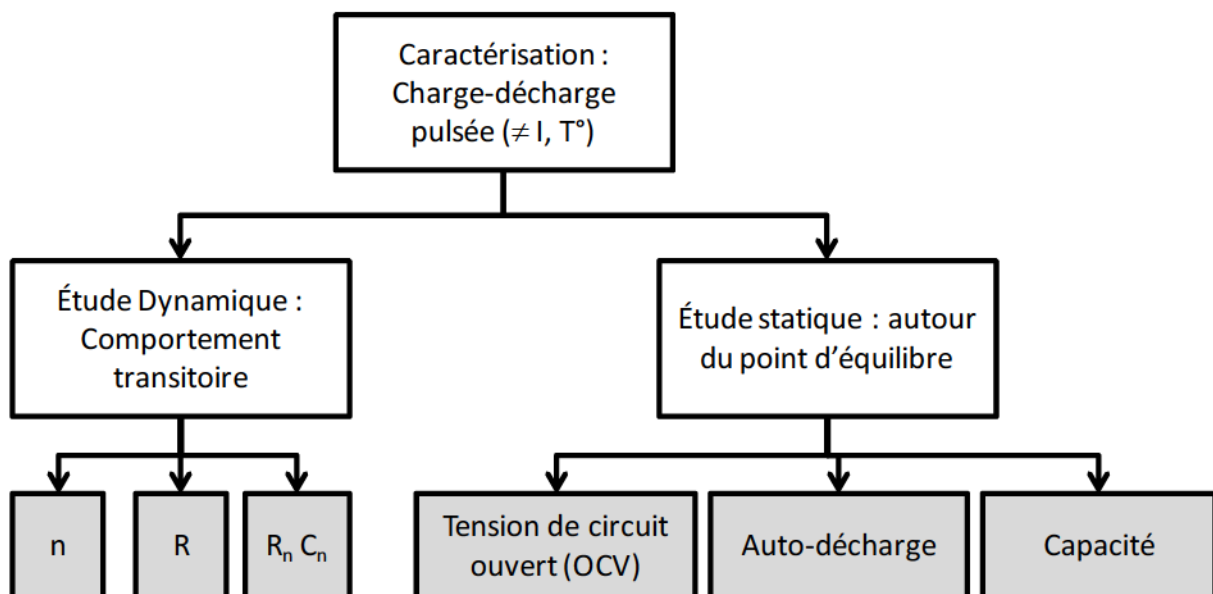 Caractérisation :
Charge-décharge
pulsée (≠ I, T°)
Étude Dynamique :
Comportement
transitoire
Étude statique : autour
du point d’équilibre
n
R
Rₙ Cₙ
Tension de circuit
ouvert (OCV)
Auto-décharge
Capacité